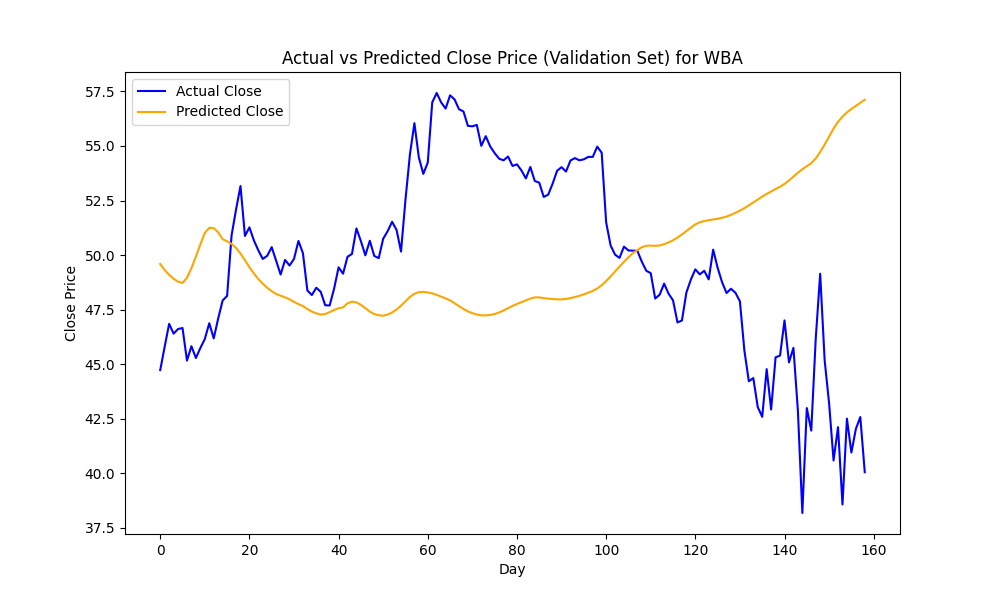 Actual vs Predicted Close Price (Validation Set) for WBA
Actual Close
Predicted Close
57.5
55.0
52.5
50.0
47.5
45.0
42.5
40.0
37.5
Close Price
0 20 40 60 80 100 120 140 160
Day